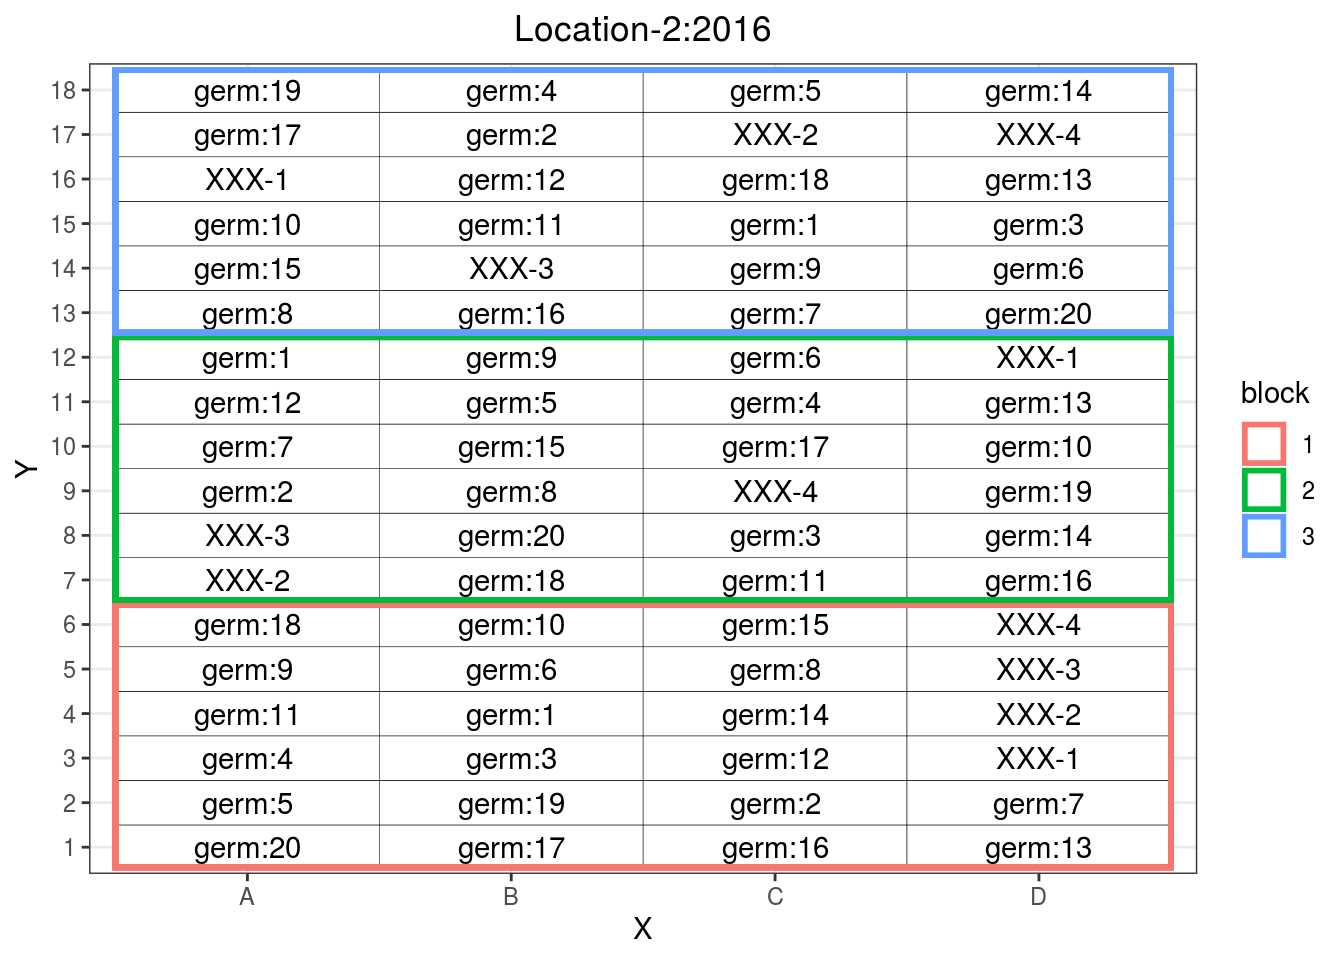 Location-2:2016
18 germ:19 germ:4 germ:5 germ:14
17 germ:17 germ:2 XXX-2 XXX-4
16 XXX-1 germ:12 germ:18 germ:13
15 germ:10 germ:11 germ:1 germ:3
14 germ:15 XXX-3 germ:9 germ:6
13 germ:8 germ:16 germ:7 germ:20
12 germ:1 germ:9 germ:6 XXX-1
11 germ:12 germ:5 germ:4 germ:13
10 germ:7 germ:15 germ:17 germ:10
9 germ:2 germ:8 XXX-4 germ:19
8 XXX-3 germ:20 germ:3 germ:14
7 XXX-2 germ:18 germ:11 germ:16
6 germ:18 germ:10 germ:15 XXX-4
5 germ:9 germ:6 germ:8 XXX-3
4 germ:11 germ:1 germ:14 XXX-2
3 germ:4 germ:3 germ:12 XXX-1
2 germ:5 germ:19 germ:2 germ:7
1 germ:20 germ:17 germ:16 germ:13
A B C D
X
Y
block
1
2
3